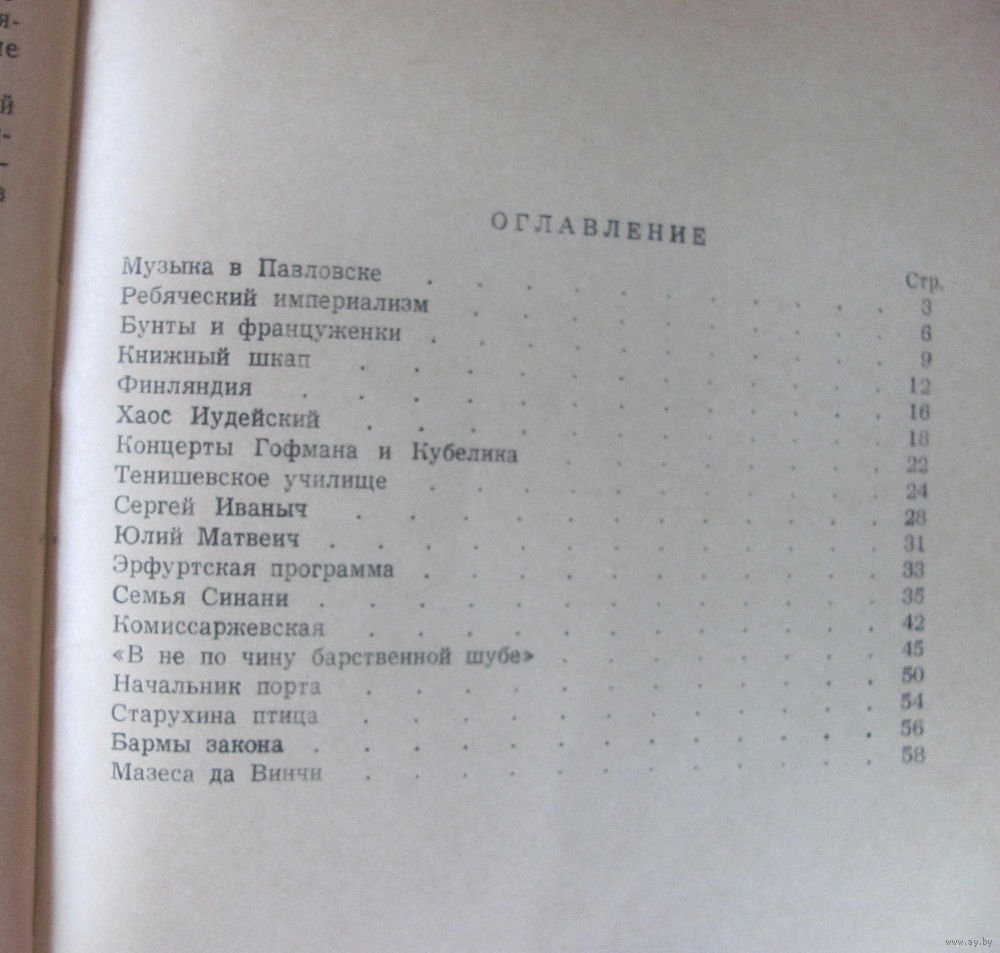 ОГЛАВЛЕНИЕ
Стр.
Музыка в Павловске . . . . . . . . . . 3
Ребяческий империализм . . . . . . . . . 6
Бунты и француженки . . . . . . . . . . 9
Книжный шкап . . . . . . . . . . . 12
Финляндия . . . . . . . . . . . . 16
Хаос Иудейский . . . . . . . . . . . 18
Концерты Гофмана и Кубелика . . . . . . . 22
Тенишевское училище . . . . . . . . . . 24
Сергей Иваныч . . . . . . . . . . . 28
Юлий Матвеич . . . . . . . . . . . . 31
Эрфуртская программа . . . . . . . . . . 33
Семья Синани . . . . . . . . . . . . 35
Комиссаржевская . . . . . . . . . . . 42
«В не по чину барственной шубе» . . . . . . . 45
Начальник порта . . . . . . . . . . . 50
Старухина птица . . . . . . . . . . . 54
Бармы закона . . . . . . . . . . . . 56
Мазеса да Винчи . . . . . . . . . . . 58
www.ay.by